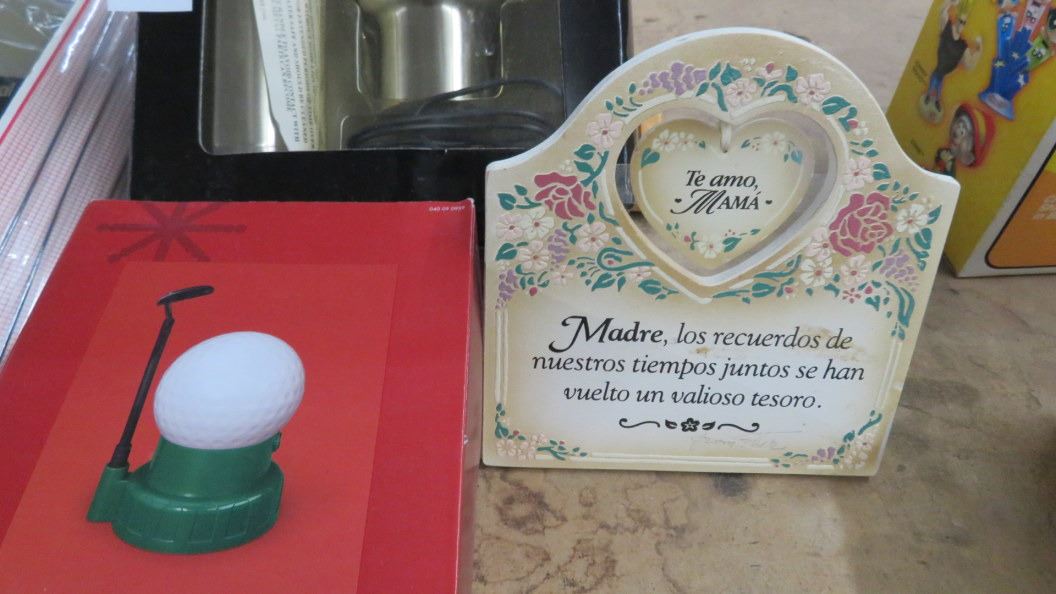 Te amo,
MAMÁ
Madre, los recuerdos de
nuestros tiempos juntos se han
vuelto un valioso tesoro.